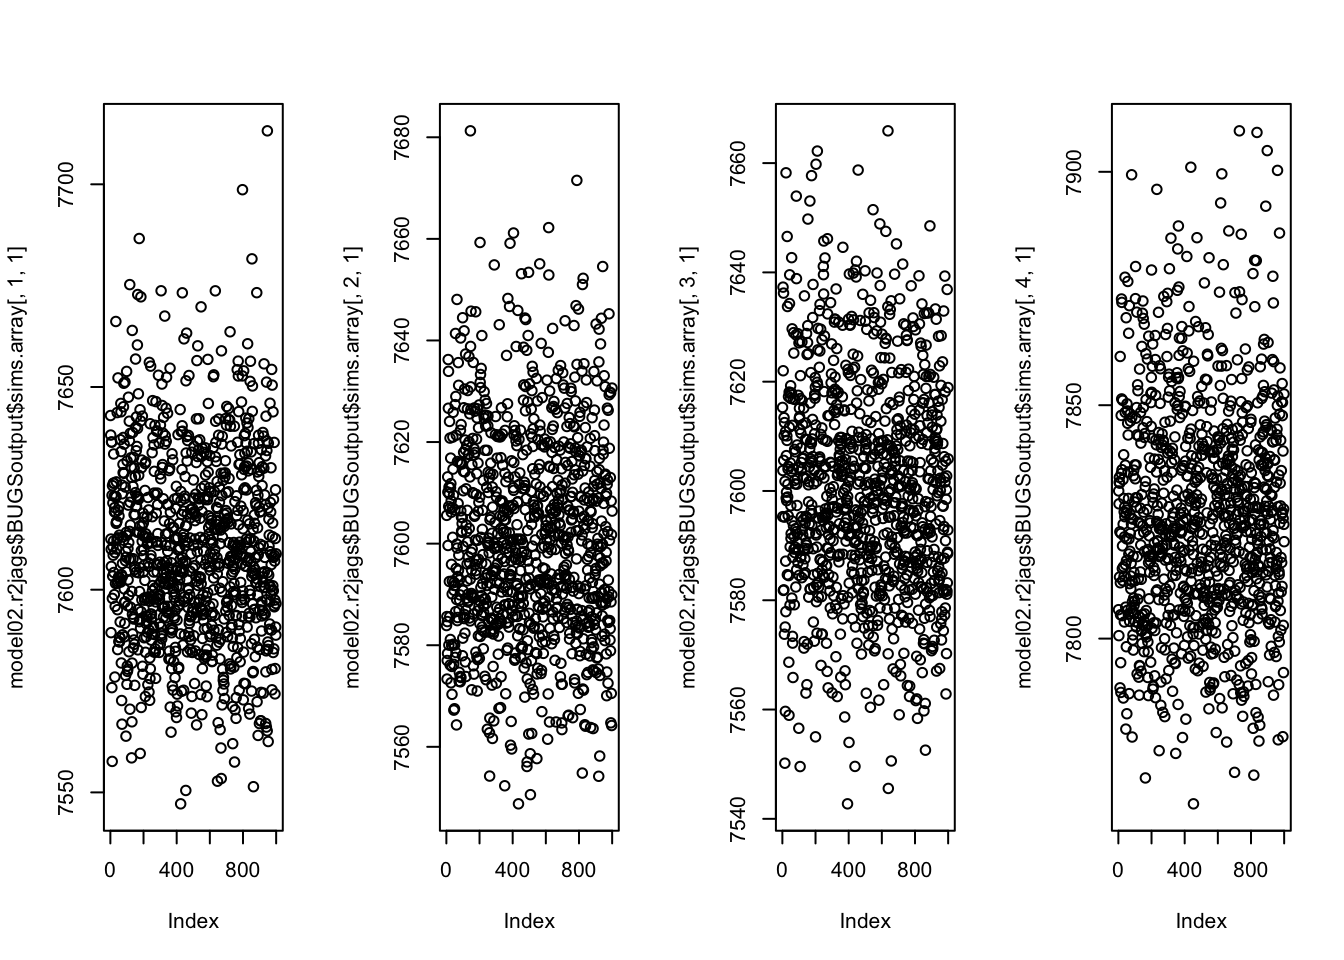 model02.r2jags$BUGSoutput$sims.array[, 1, 1]
7550 7600 7650 7700
0 400 800
Index
model02.r2jags$BUGSoutput$sims.array[, 2, 1]
7560 7580 7600 7620 7640 7660 7680
0 400 800
Index
model02.r2jags$BUGSoutput$sims.array[, 3, 1]
7540 7560 7580 7600 7620 7640 7660
0 400 800
Index
model02.r2jags$BUGSoutput$sims.array[, 4, 1]
7800 7850 7900
0 400 800
Index